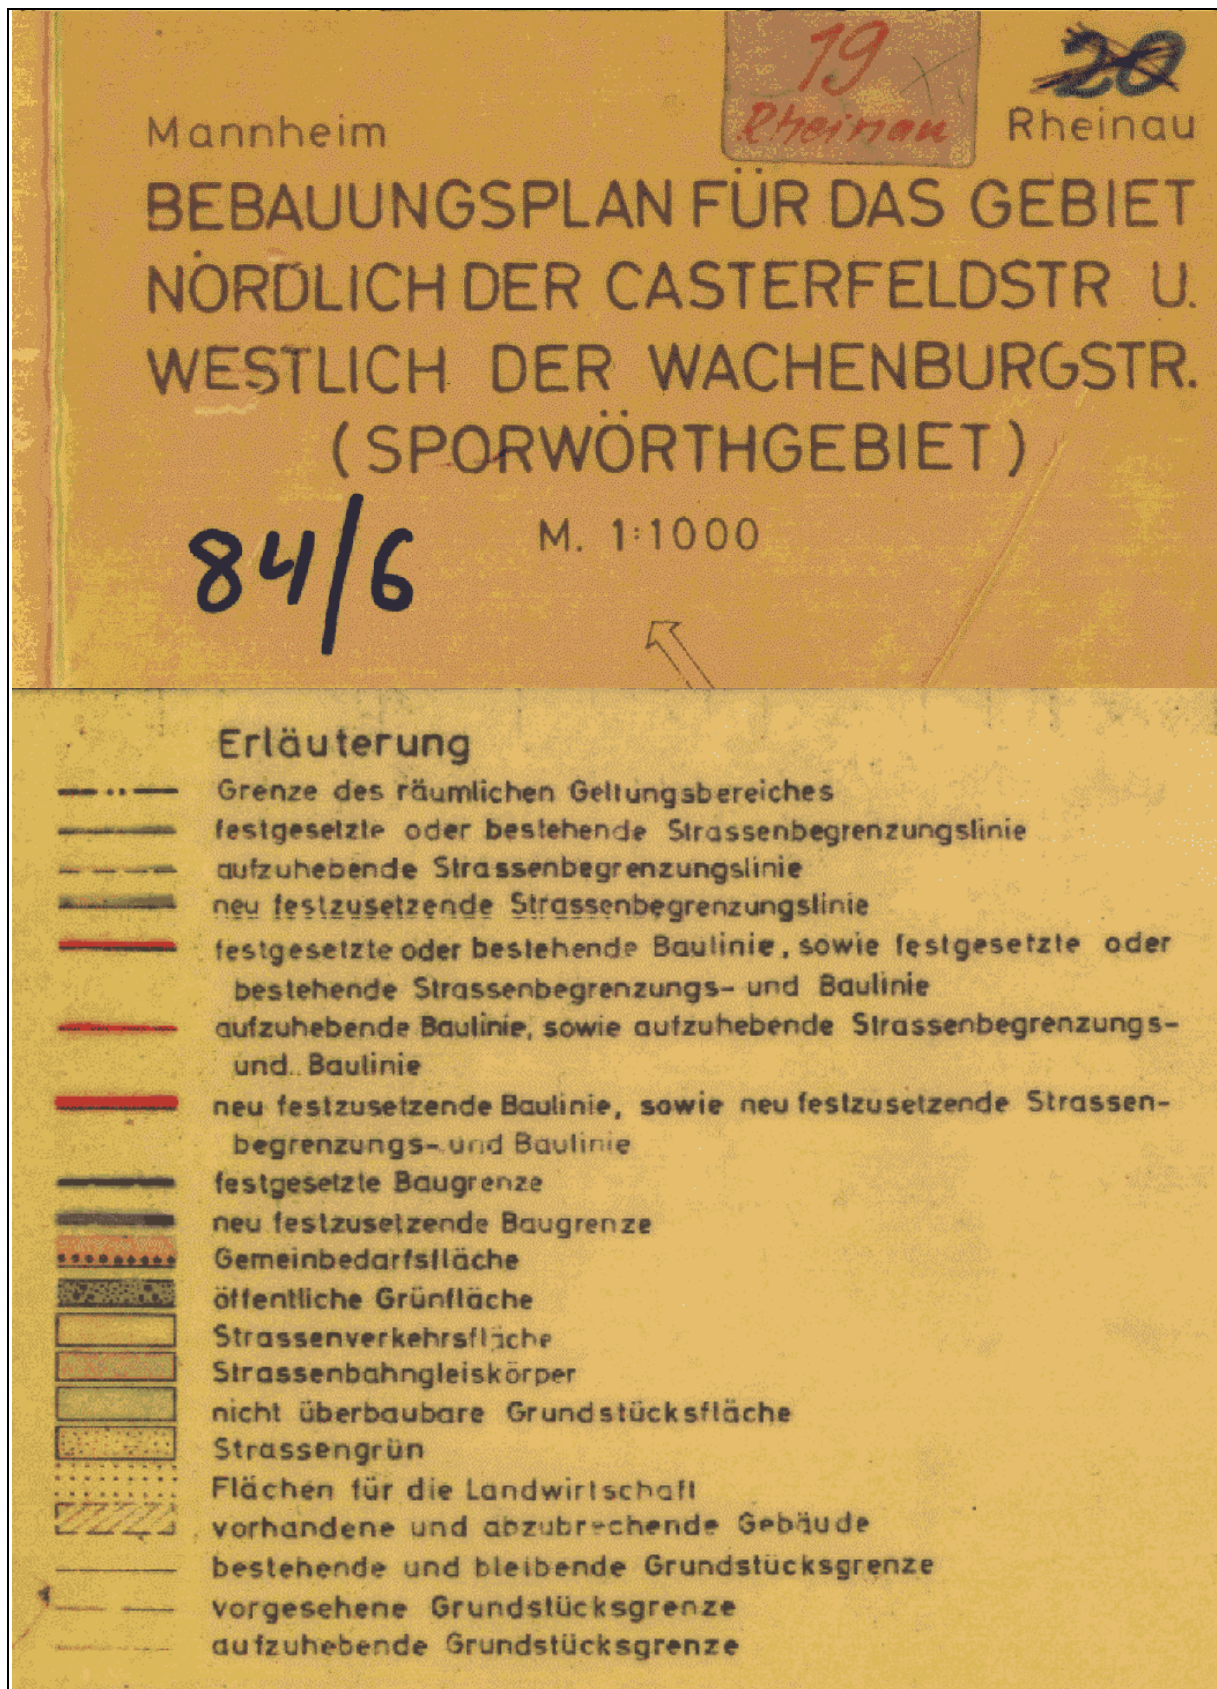 19
Rheinau
20
Rheinau
Mannheim
BEBAUUNGSPLAN FÜR DAS GEBIET
NÖRDLICH DER CASTERFELDSTR U.
WESTLICH DER WACHENBURGSTR.
(SPORWÖRTHGEBIET)
M. 1:1000
84/6
Erläuterung
Grenze des räumlichen Geltungsbereiches
festgesetzte oder bestehende Strassenbegrenzungslinie
aufzuhebende Strassenbegrenzungslinie
neu festzusetzende Strassenbegrenzungslinie
festgesetzte oder bestehende Baulinie, sowie festgesetzte oder
bestehende Strassenbegrenzungs- und Baulinie
aufzuhebende Baulinie, sowie aufzuhebende Strassenbegrenzungs-
und Baulinie
neu festzusetzende Baulinie, sowie neu festzusetzende Strassen-
begrenzungs- und Baulinie
festgesetzte Baugrenze
neu festzusetzende Baugrenze
Gemeinbedarfsfläche
öffentliche Grünfläche
Strassenverkehrsfläche
Strassenbahngleiskörper
nicht überbaubare Grundstücksfläche
Strassengrün
Flächen für die Landwirtschaft
vorhandene und abzubrechende Gebäude
bestehende und bleibende Grundstücksgrenze
vorgesehene Grundstücksgrenze
aufzuhebende Grundstücksgrenze